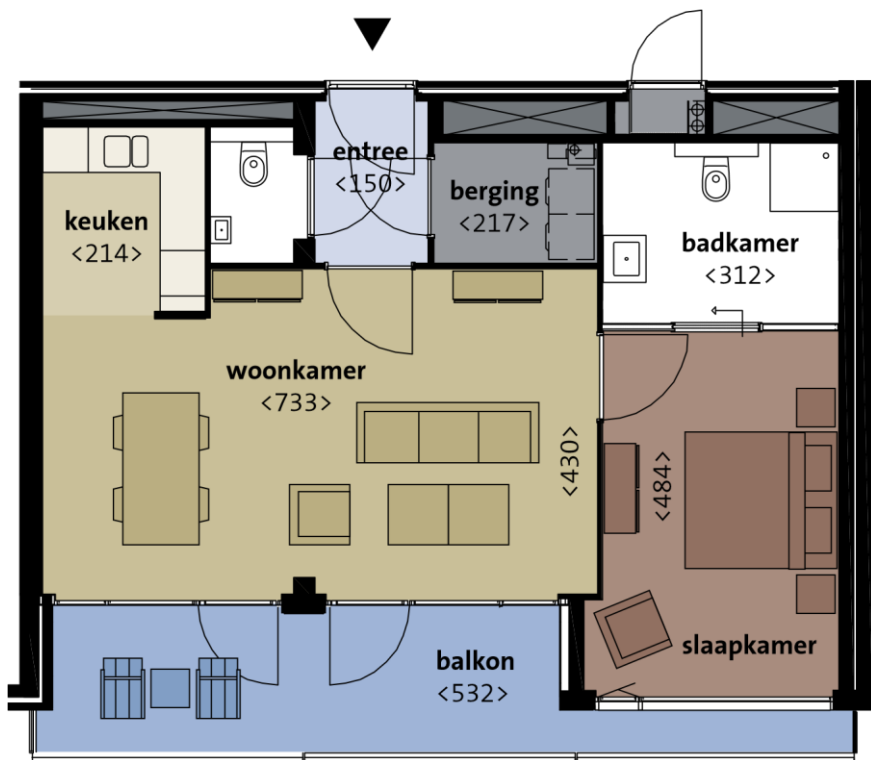 entree
<150>
keuken
<214>
berging
<217>
badkamer
<312>
woonkamer
<733>
<430>
<484>
slaapkamer
balkon
<532>